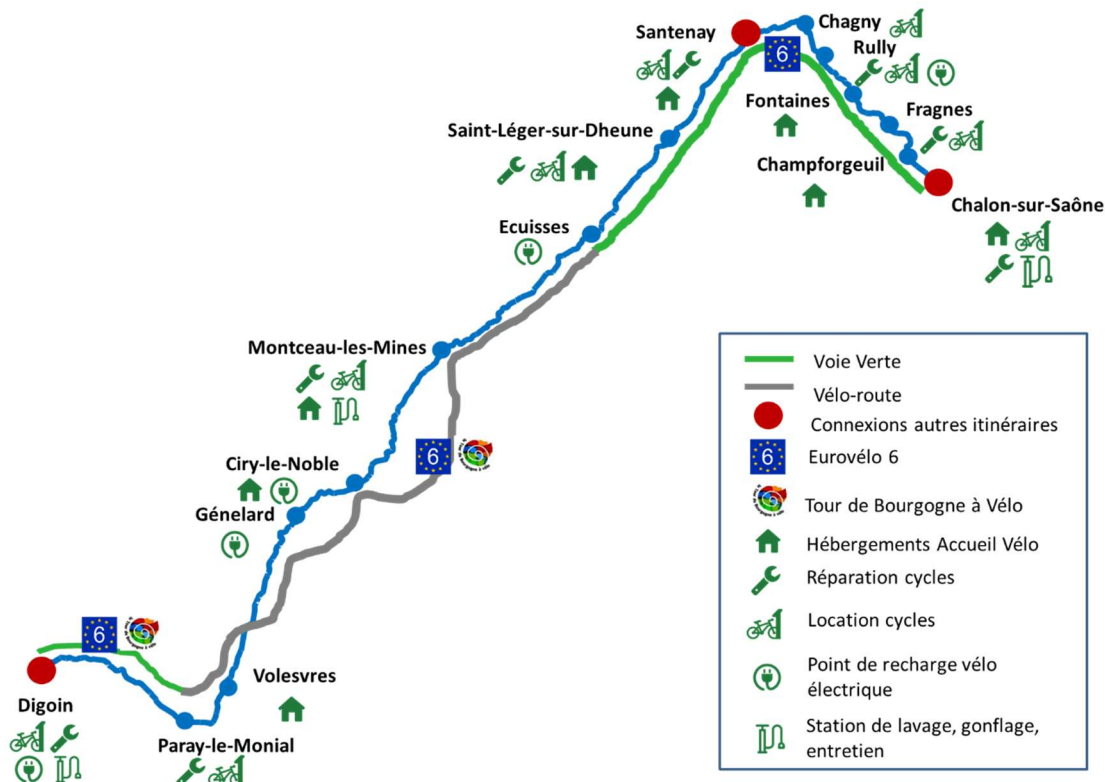 Chagny
Santenay
Rully
6
Fontaines
Fragnes
Saint-Léger-sur-Dheune
Champforgeuil
Chalon-sur-Saône
Ecuisses
Montceau-les-Mines
6
Ciry-le-Noble
Génelard
6
Volesvres
Digoin
Paray-le-Monial
Voie Verte
Vélo-route
Connexions autres itinéraires
6
Eurovélo 6
Tour de Bourgogne à Vélo
Hébergements Accueil Vélo
Réparation cycles
Location cycles
Point de recharge vélo
électrique
Station de lavage, gonflage,
entretien